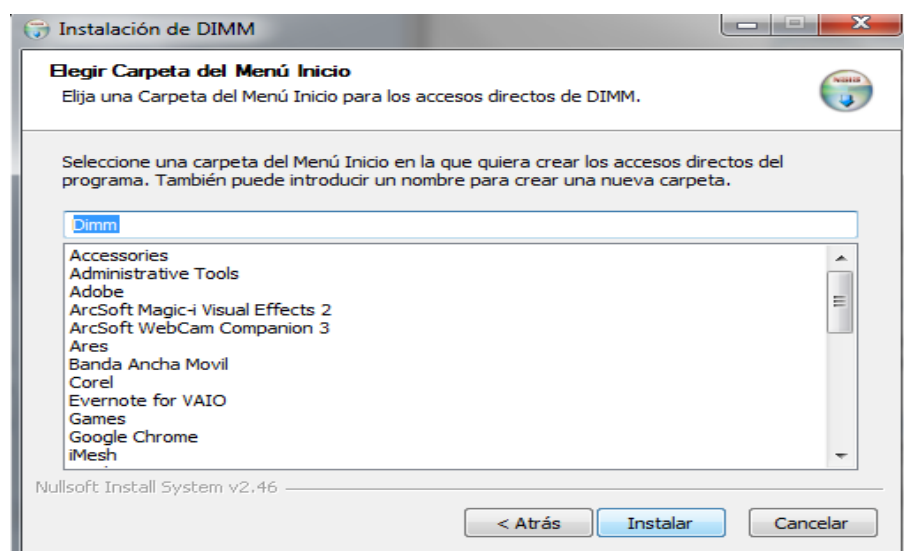 Instalación de DIMM
Elegir Carpeta del Menú Inicio
Elija una Carpeta del Menú Inicio para los accesos directos de DIMM.
Seleccione una carpeta del Menú Inicio en la que quiera crear los accesos directos del
programa. También puede introducir un nombre para crear una nueva carpeta.
Dimm
Accessories
Administrative Tools
Adobe
ArcSoft Magic-i Visual Effects 2
ArcSoft WebCam Companion 3
Ares
Banda Ancha Movil
Corel
Evernote for VAIO
Games
Google Chrome
iMesh
Nullsoft Install System v2.46
< Atrás
Instalar
Cancelar